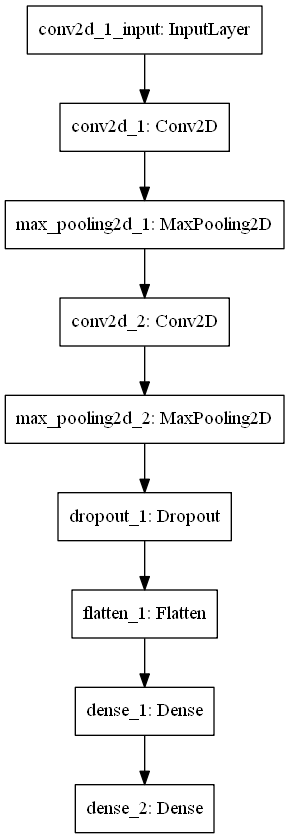 conv2d_1_input: InputLayer
conv2d_1: Conv2D
max_pooling2d_1: MaxPooling2D
conv2d_2: Conv2D
max_pooling2d_2: MaxPooling2D
dropout_1: Dropout
flatten_1: Flatten
dense_1: Dense
dense_2: Dense